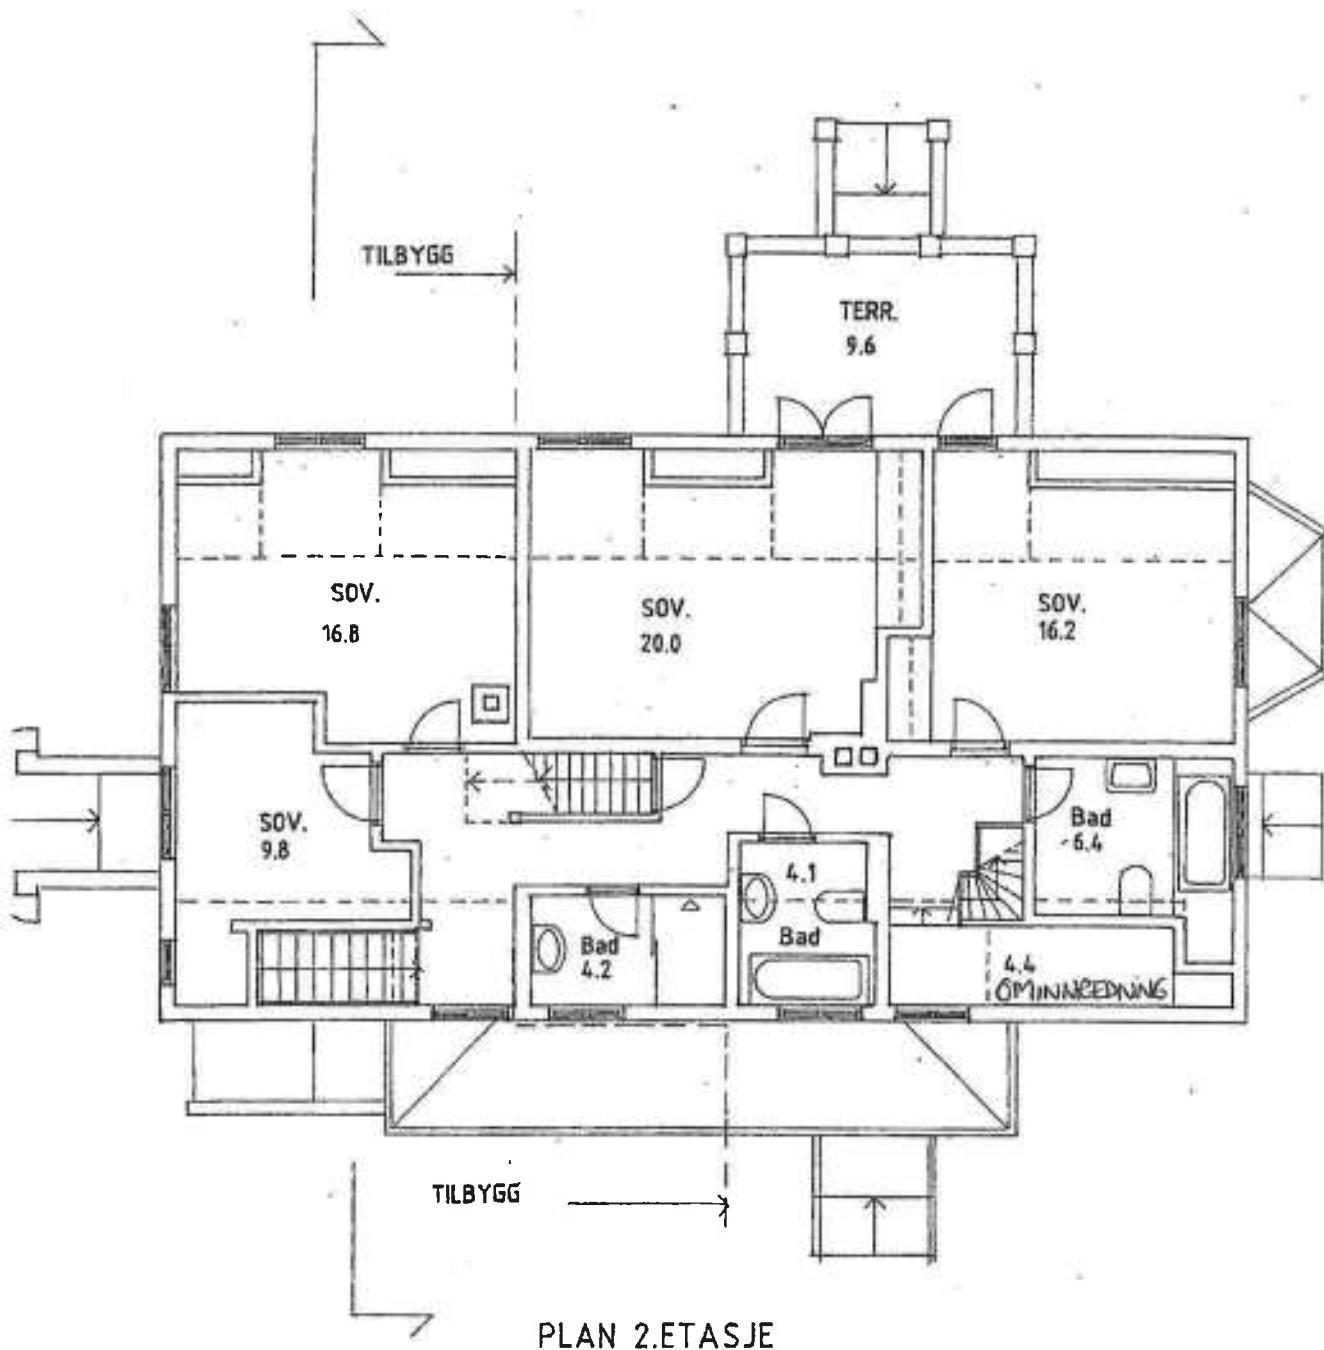 TILBYGG
TERR.
9.6
SOV.
16.8
SOV.
20.0
SOV.
16.2
SOV.
9.8
Bad
6.4
4.1
Bad
Bad
4.2
4.4
OMINNREDNING
TILBYGG
PLAN 2.ETASJE